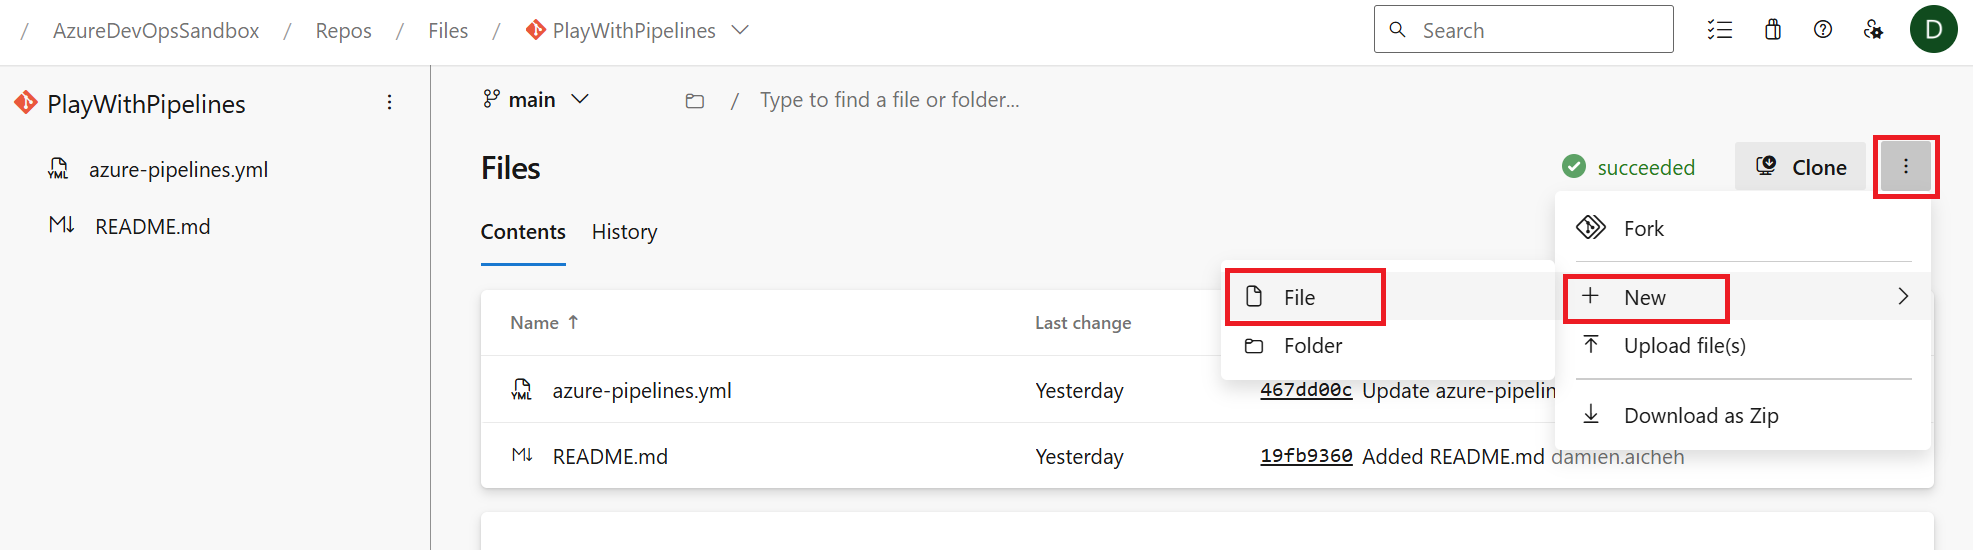 / AzureDevOpsSandbox / Repos / Files / PlayWithPipelines
Search
D
PlayWithPipelines
azure-pipelines.yml
README.md
main
/ Type to find a file or folder...
Files
succeeded
Clone
Contents
History
Fork
New
Upload file(s)
Download as Zip
File
Folder
Name ↑
Last change
azure-pipelines.yml
Yesterday
467dd00c Update azure-pipelin
README.md
Yesterday
19fb9360 Added README.md damien.aicheh